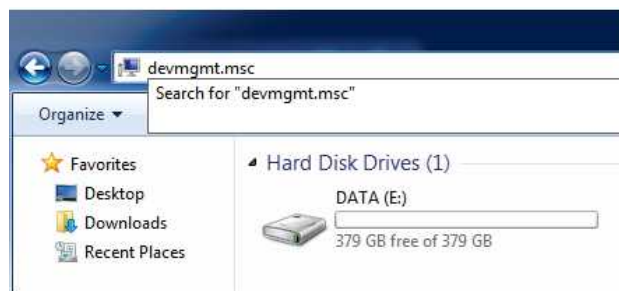 devmgmt.msc
Search for "devmgmt.msc"
Organize
Favorites
Desktop
Downloads
Recent Places
Hard Disk Drives (1)
DATA (E:)
379 GB free of 379 GB